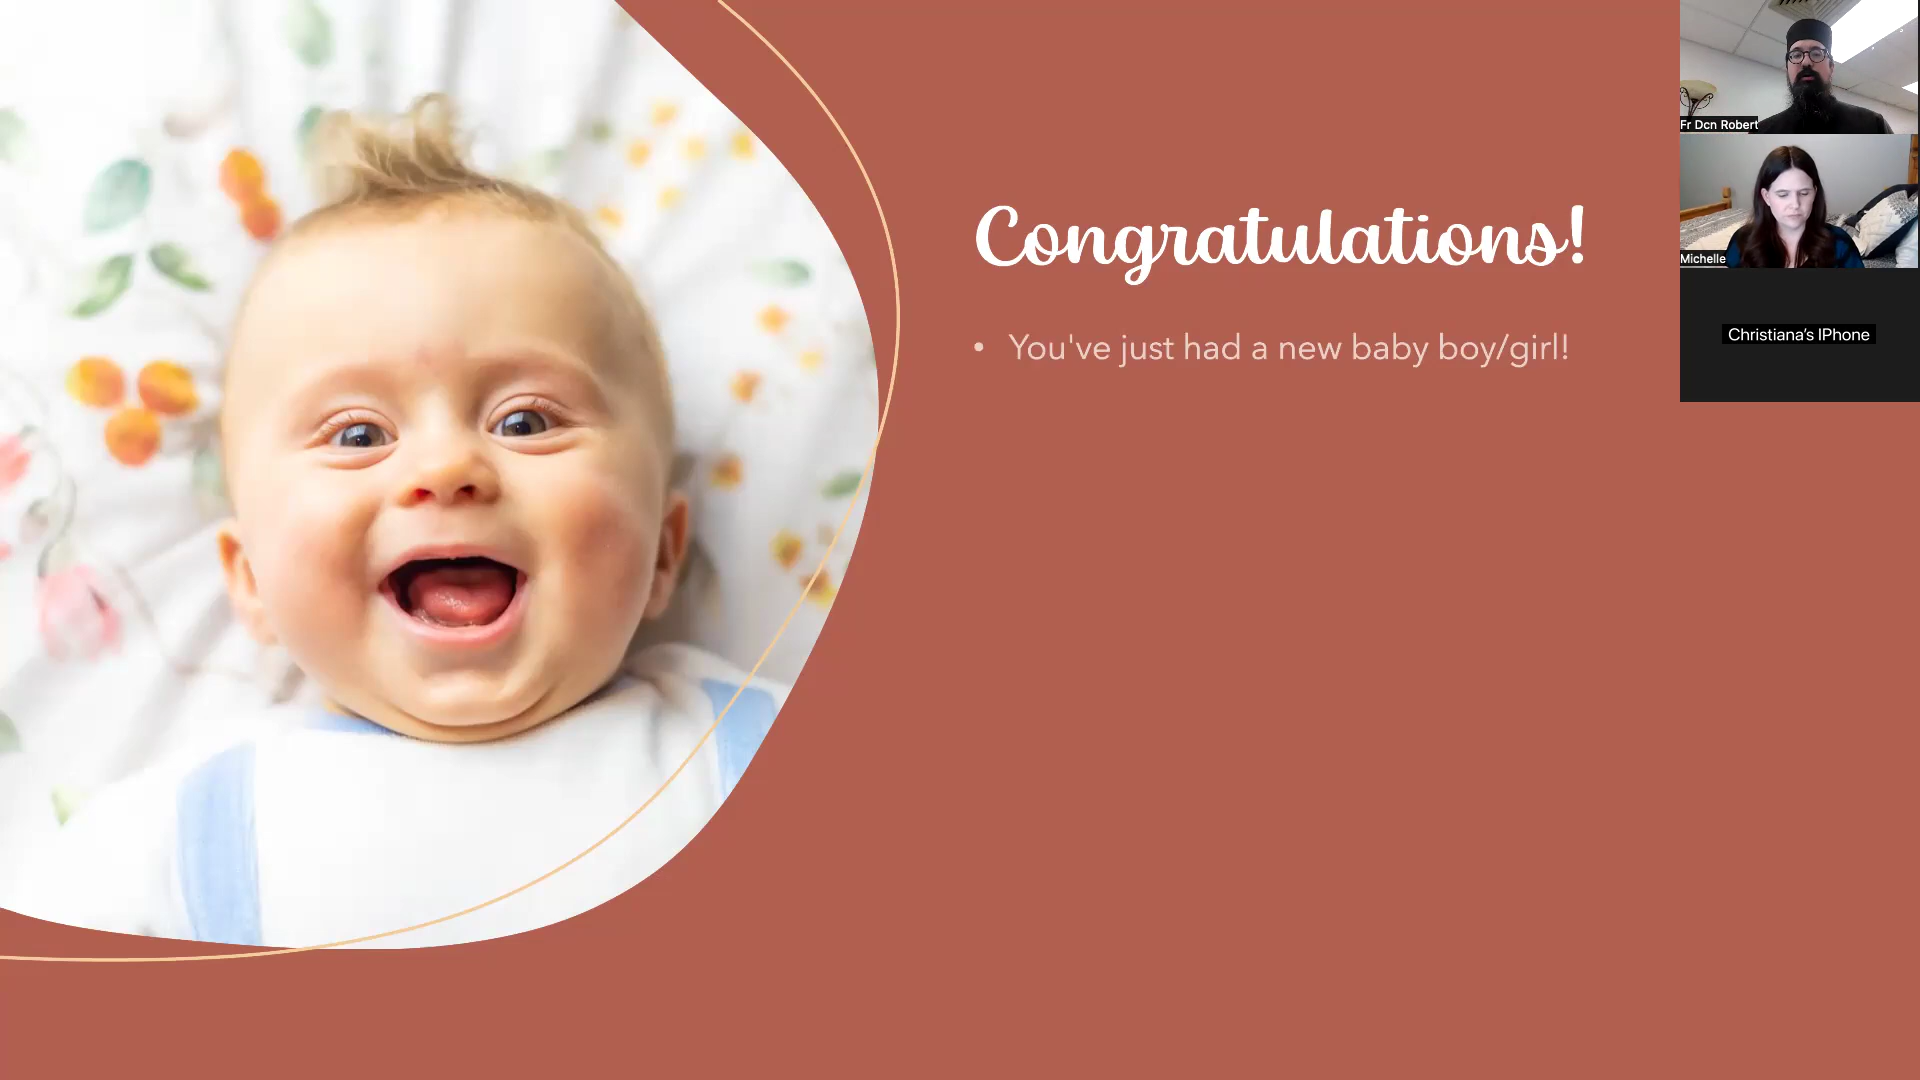 Congratulations!
• You've just had a new baby boy/girl!
Fr Dcn Robert
Michelle
Christiana's IPhone